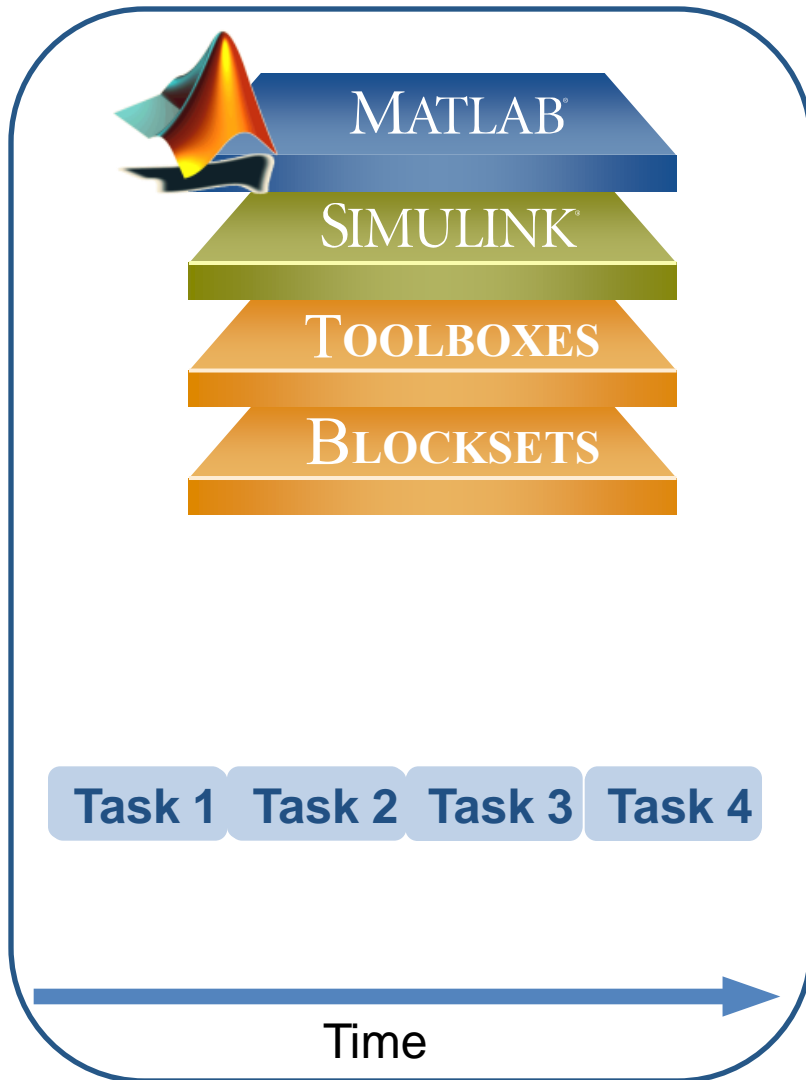 MATLAB®
SIMULINK®
TOOLBOXES
BLOCKSETS
Task 1 Task 2 Task 3 Task 4
Time